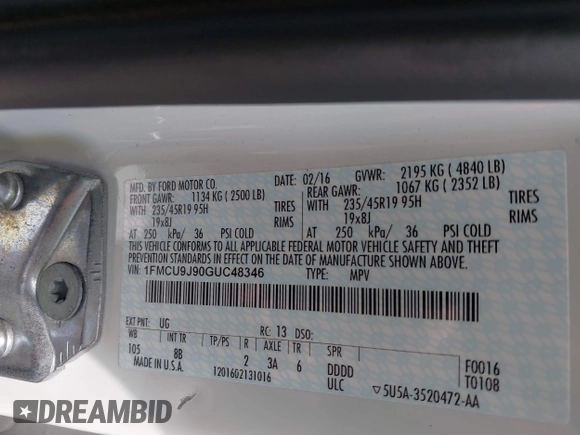 MFD. BY FORD MOTOR CO.
DATE: 02/16 GVWR: 2195 KG ( 4840 LB)
FRONT GAWR: 1134 KG ( 2500 LB) REAR GAWR: 1067 KG ( 2352 LB)
WITH 235/45R19 95H TIRES WITH 235/45R19 95H TIRES
19x8J RIMS 19x8J RIMS
AT 250 kPa/ 36 PSI COLD AT 250 kPa/ 36 PSI COLD
THIS VEHICLE CONFORMS TO ALL APPLICABLE FEDERAL MOTOR VEHICLE SAFETY AND THEFT
PREVENTION STANDARDS IN EFFECT ON THE DATE OF MANUFACTURE SHOWN ABOVE.
1FMCU9J90GUC48346 TYPE: MPV
EXT PNT: UG RC: 13 DSO:
WB INT TR TP/PS R AXLE TR SPR
105 8B 2 3A 6 DDDD F0016
MADE IN U.S.A. 1201602131016 ULC ▽5U5A-3520472-AA T0108
DREAMBID